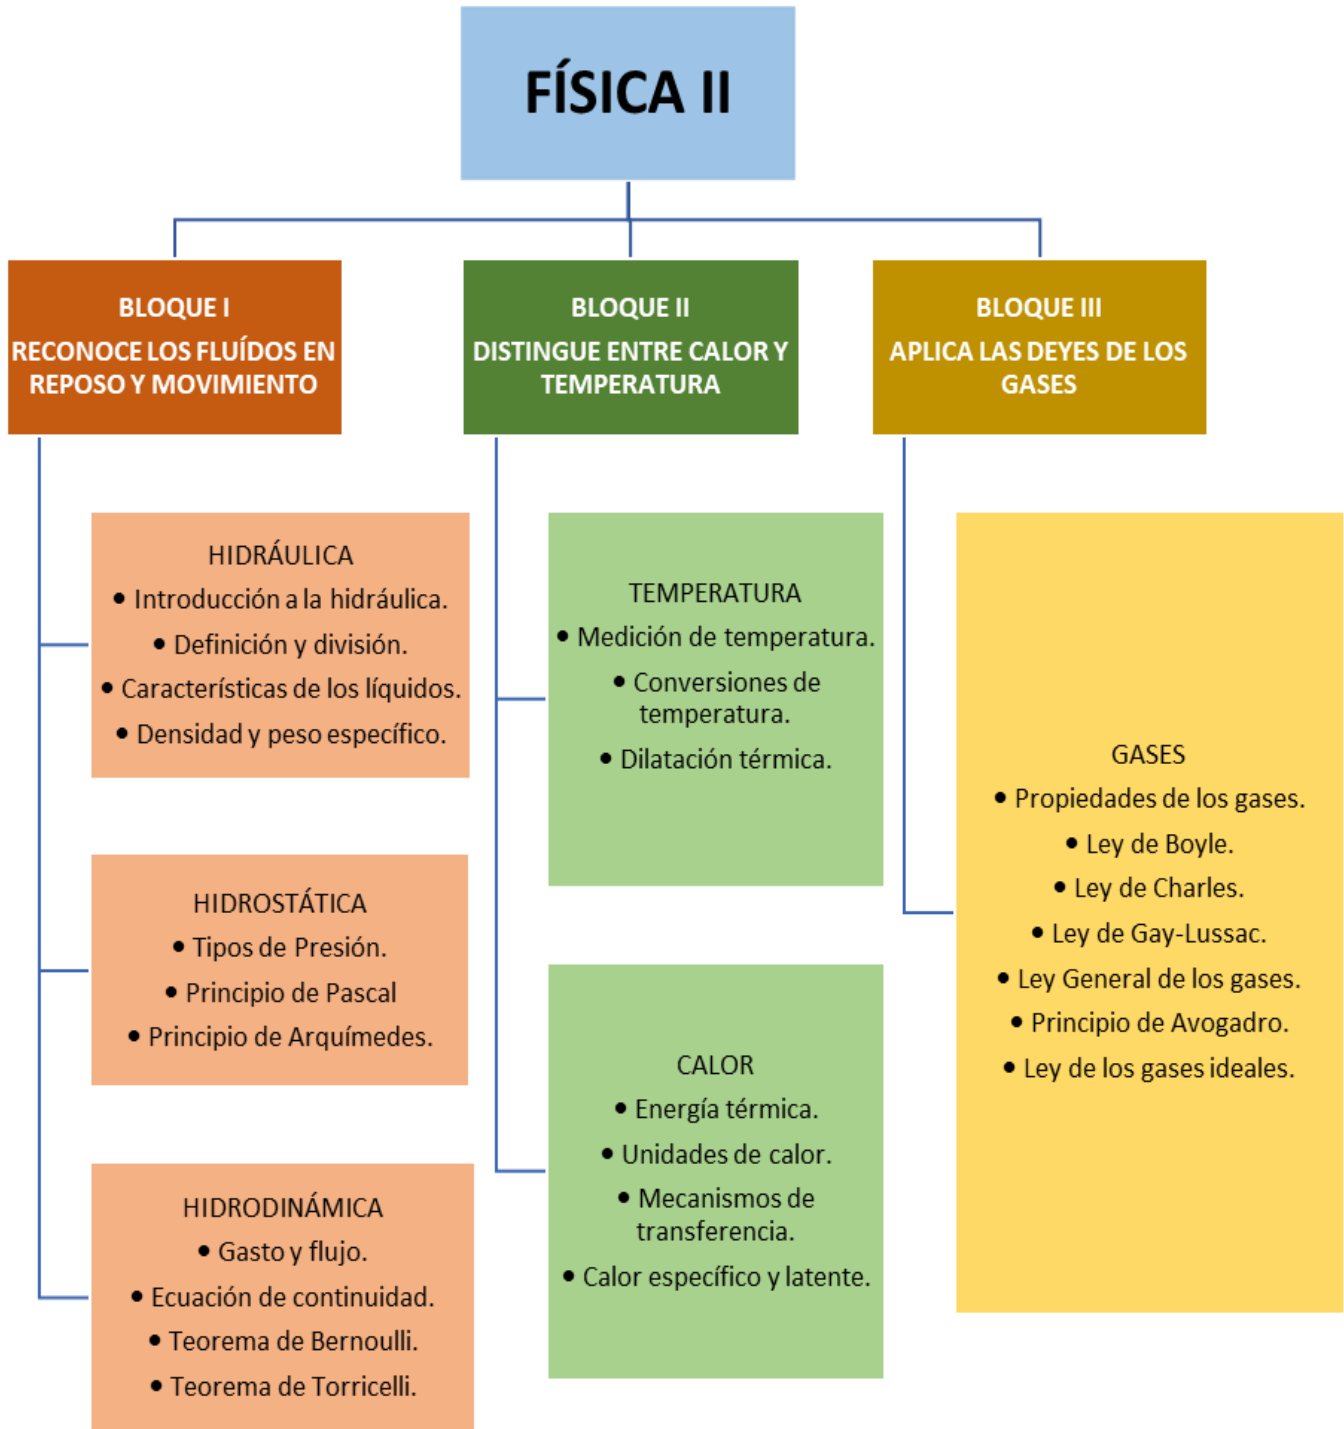 FÍSICA II
BLOQUE I
RECONOCE LOS FLUÍDOS EN
REPOSO Y MOVIMIENTO
HIDRÁULICA
• Introducción a la hidráulica.
• Definición y división.
• Características de los líquidos.
• Densidad y peso específico.
HIDROSTÁTICA
• Tipos de Presión.
• Principio de Pascal
• Principio de Arquímedes.
HIDRODINÁMICA
• Gasto y flujo.
• Ecuación de continuidad.
• Teorema de Bernoulli.
• Teorema de Torricelli.
BLOQUE II
DISTINGUE ENTRE CALOR Y
TEMPERATURA
TEMPERATURA
• Medición de temperatura.
• Conversiones de
temperatura.
• Dilatación térmica.
CALOR
• Energía térmica.
• Unidades de calor.
• Mecanismos de
transferencia.
• Calor específico y latente.
BLOQUE III
APLICA LAS DEYES DE LOS
GASES
GASES
• Propiedades de los gases.
• Ley de Boyle.
• Ley de Charles.
• Ley de Gay-Lussac.
• Ley General de los gases.
• Principio de Avogadro.
• Ley de los gases ideales.